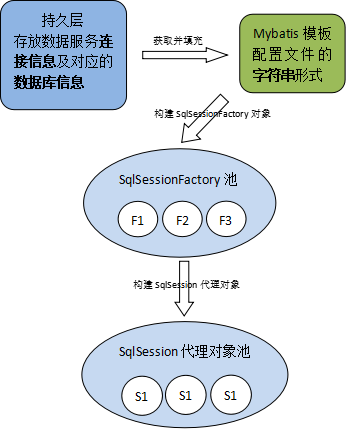 持久层
存放数据服务连
接信息及对应的
数据库信息
获取并填充
Mybatis 模板
配置文件的
字符串形式
构建 SqlSessionFactory 对象
SqlSessionFactory 池
F1 F2 F3
构建 SqlSession 代理对象
SqlSession 代理对象池
S1 S1 S1